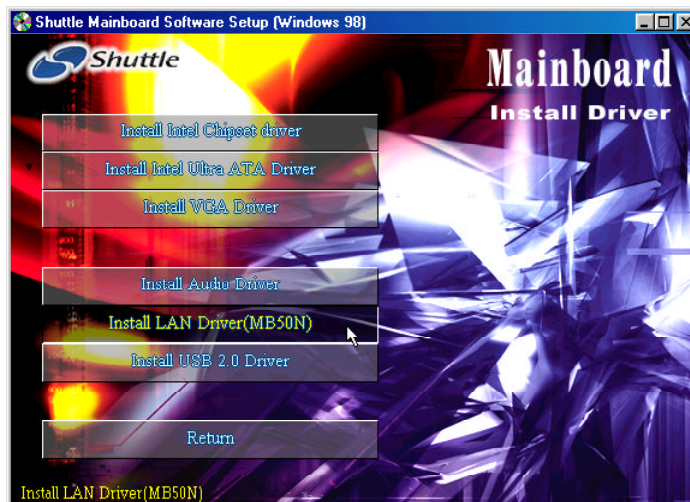 Shuttle Mainboard Software Setup (Windows 98)
Shuttle
Mainboard
Install Driver
Install Intel Chipset driver
Install Intel Ultra ATA Driver
Install VGA Driver
Install Audio Driver
Install LAN Driver(MB50N)
Install USB 2.0 Driver
Return
Install LAN Driver(MB50N)